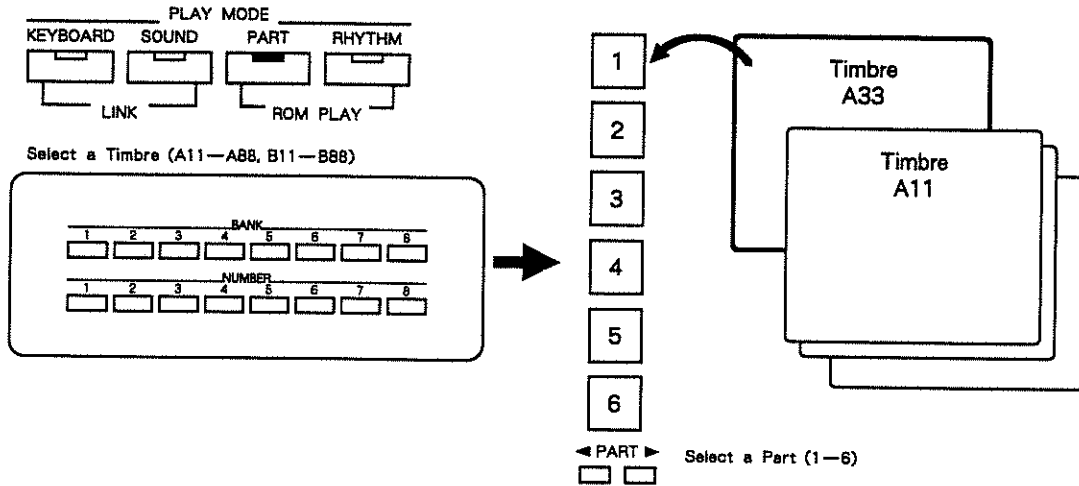 PLAY MODE
KEYBOARD SOUND PART RHYTHM
LINK ROM PLAY
Select a Timbre (A11—A88, B11—B88)
BANK
1 2 3 4 5 6 7 8
NUMBER
1 2 3 4 5 6 7 8
1
2
3
4
5
6
◄ PART ►
Select a Part (1—6)
Timbre
A33
Timbre
A11